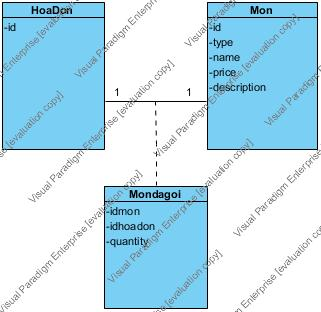 HoaDon
-id
Mon
-id
-type
-name
-price
-description
1
1
Mondagoi
-idmon
-idhoadon
-quantity
Visual Paradigm Enterprise [evaluation copy]